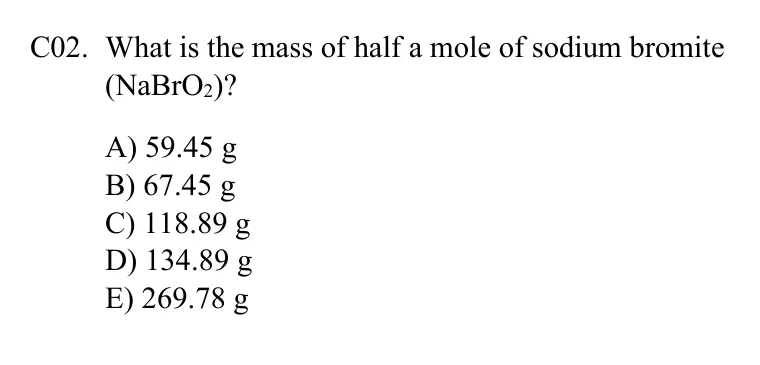 C02. What is the mass of half a mole of sodium bromite
(NaBrO₂)?
A) 59.45 g
B) 67.45 g
C) 118.89 g
D) 134.89 g
E) 269.78 g